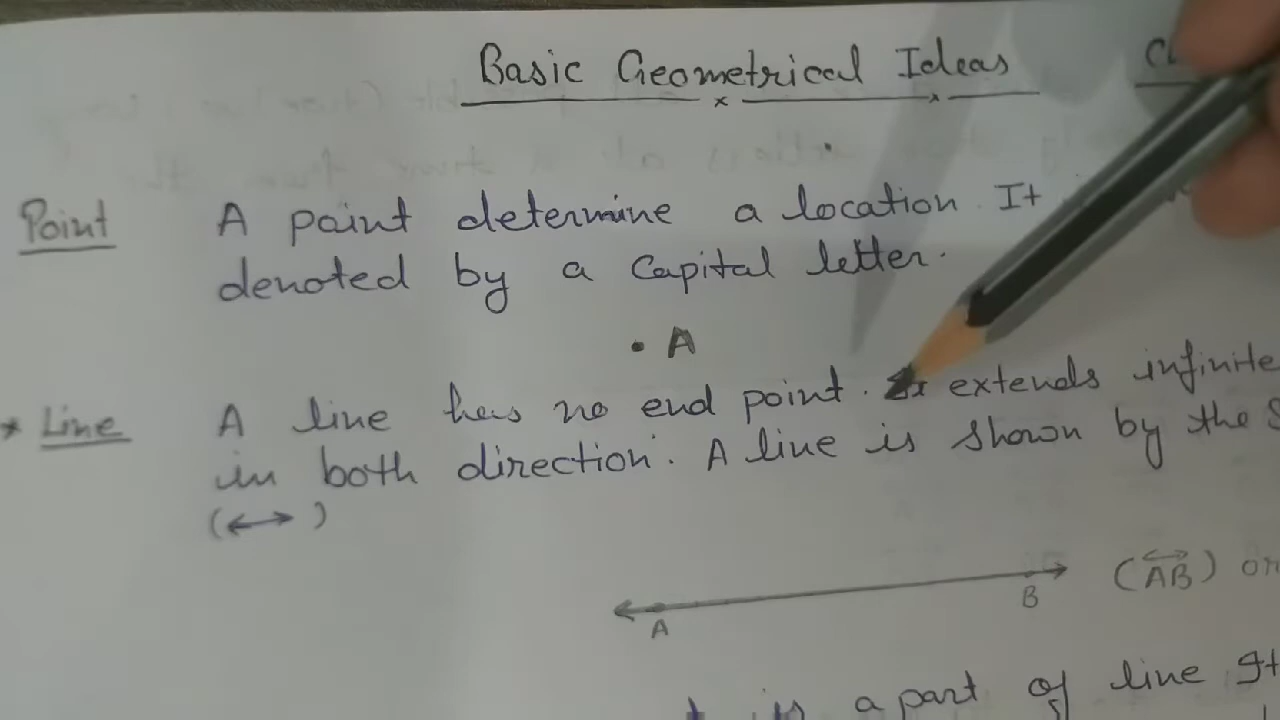 Basic Geometrical Ideas
Point A point determine a location It
denoted by a Capital letter.
• A
* Line A line has no end point. extends infinite
in both direction. A line is shown by the S
(↔)
A B (AB) or
is a part of line It